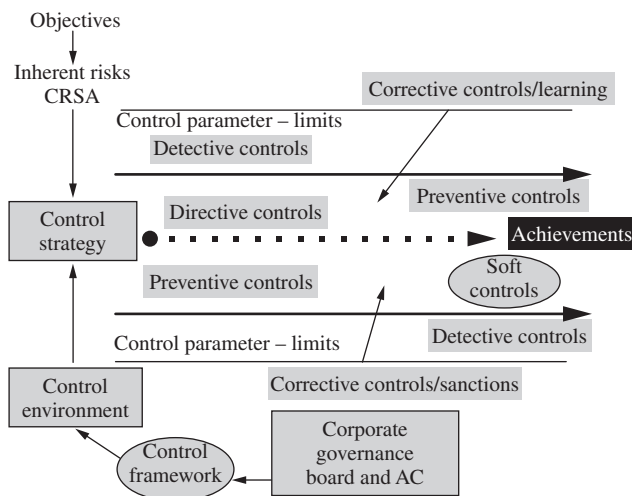 Objectives
Inherent risks
CRSA
Corrective controls/learning
Control parameter – limits
Detective controls
Preventive controls
Directive controls
Control
strategy
Achievements
Soft
controls
Preventive controls
Detective controls
Control parameter – limits
Control
environment
Corrective controls/sanctions
Corporate
governance
board and AC
Control
framework